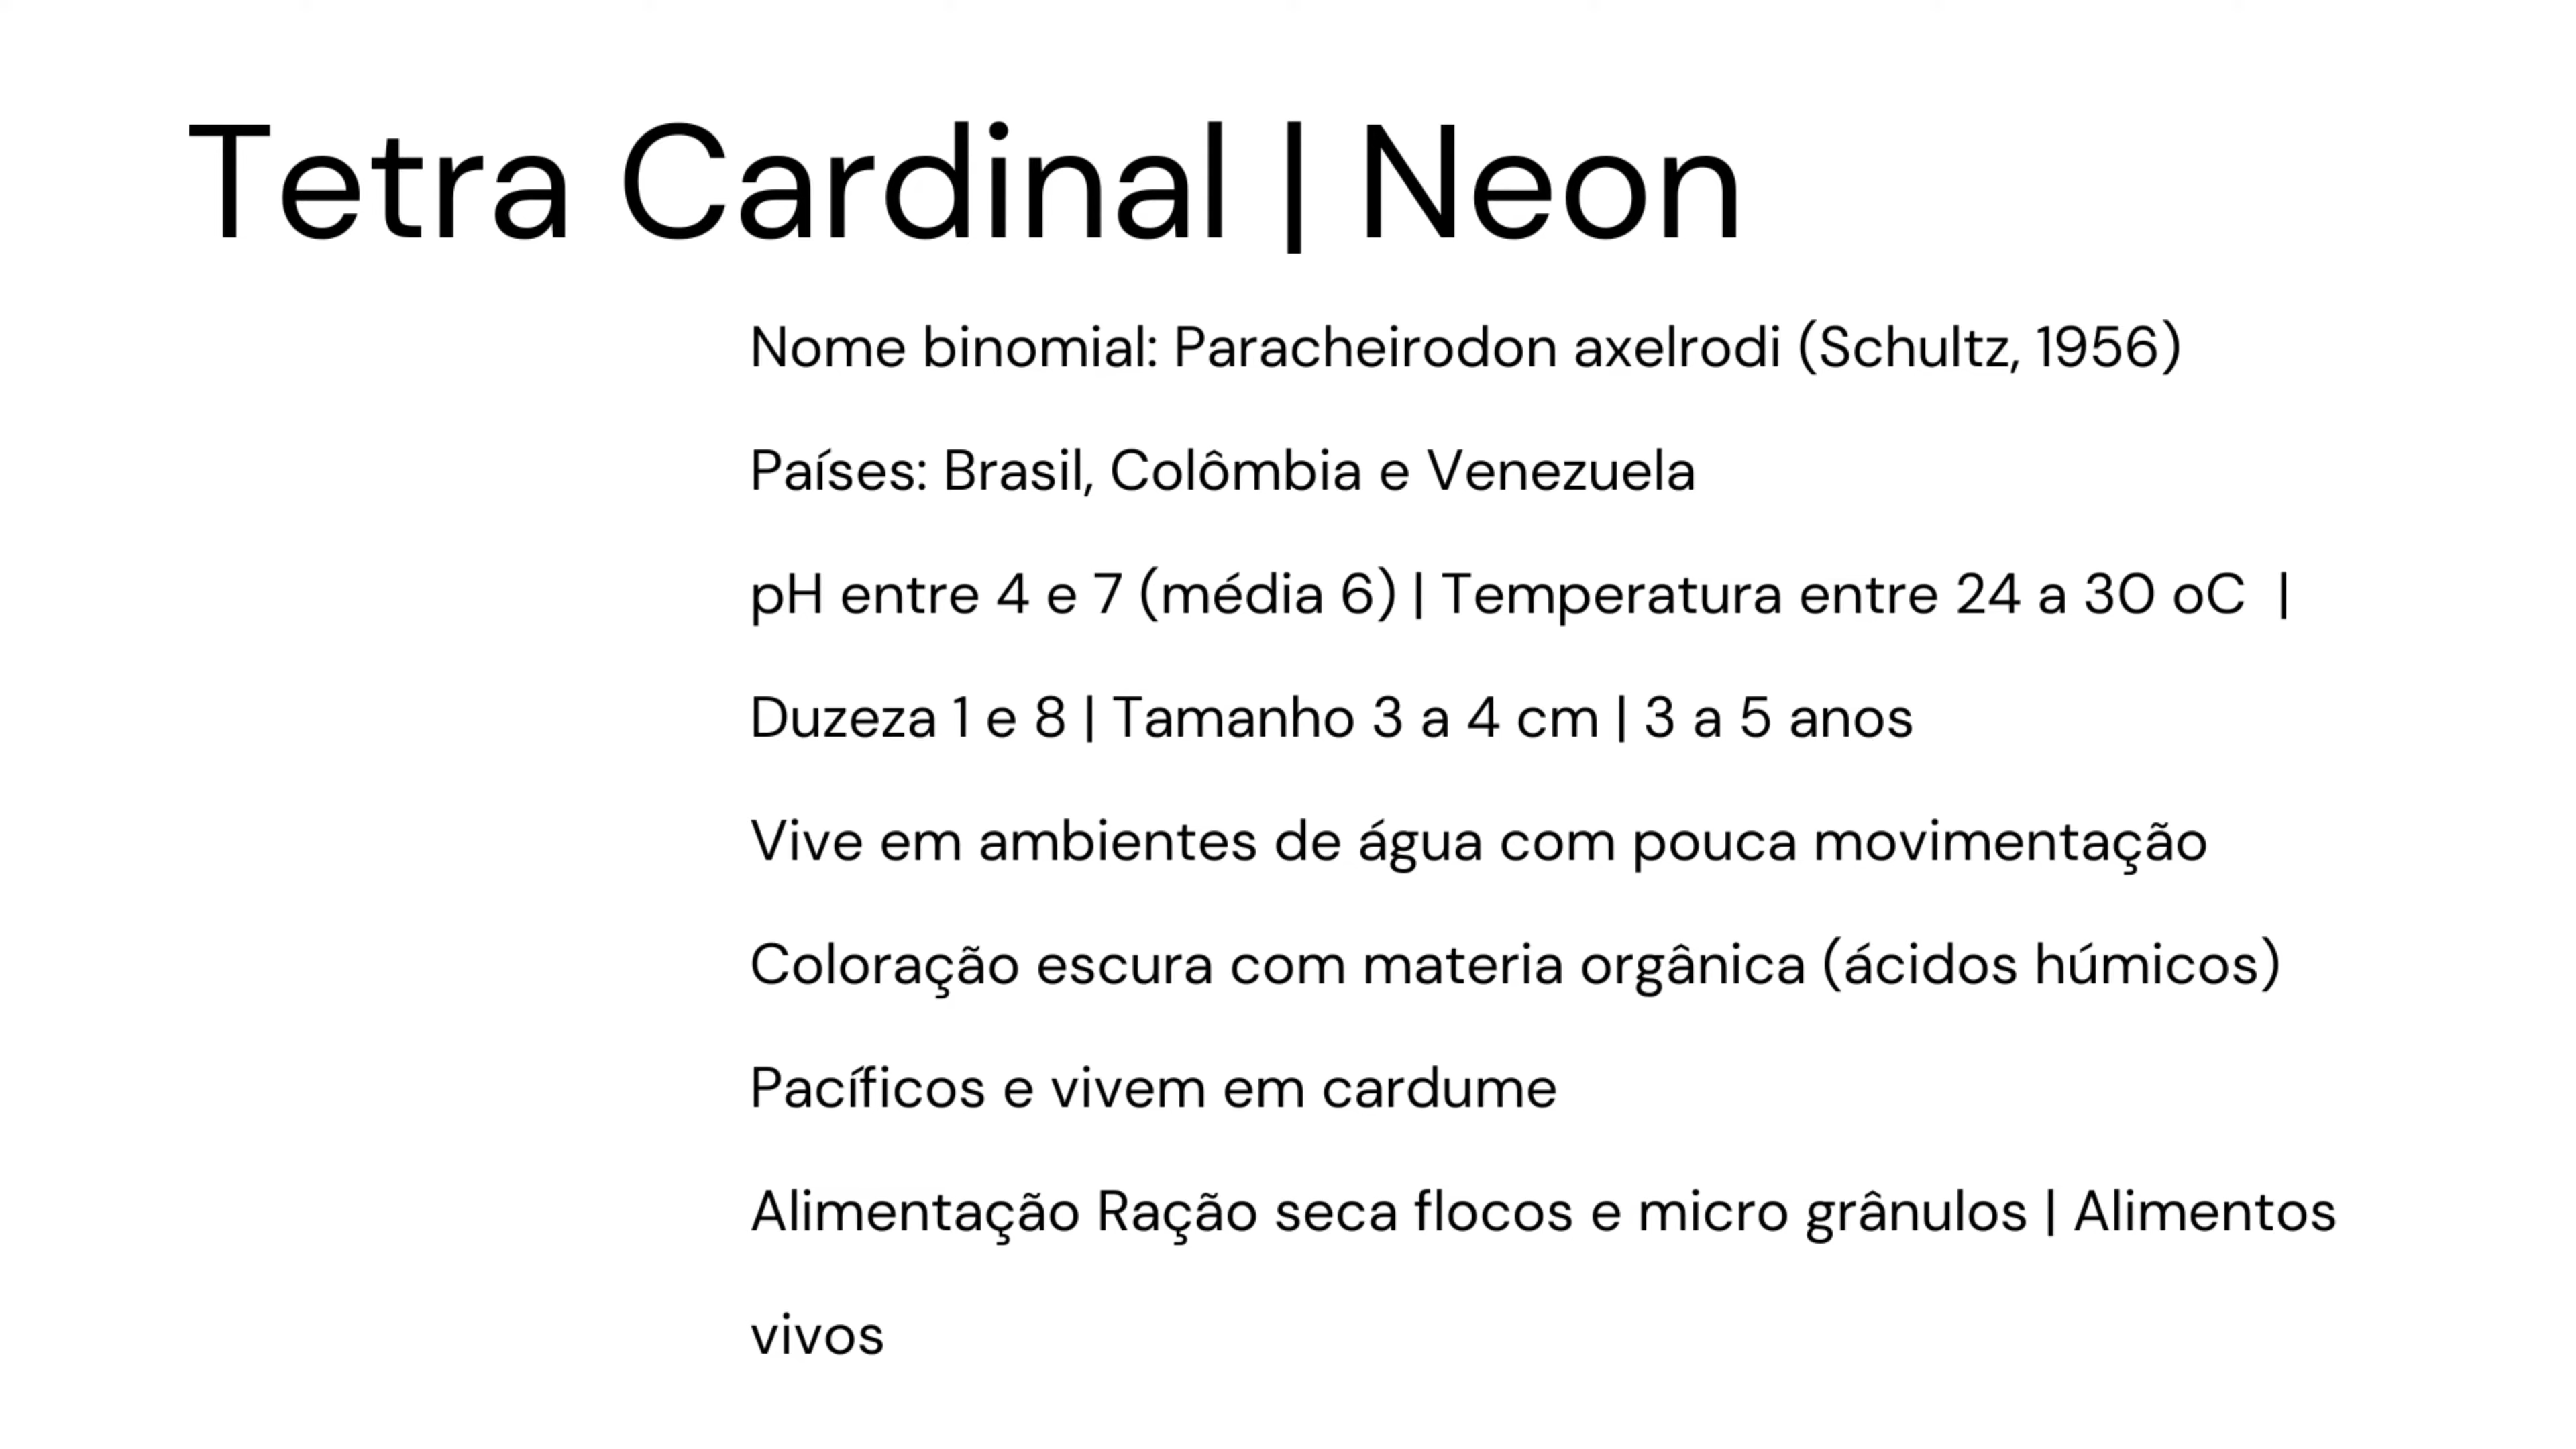 Tetra Cardinal | Neon
Nome binomial: Paracheirodon axelrodi (Schultz, 1956)
Países: Brasil, Colômbia e Venezuela
pH entre 4 e 7 (média 6) | Temperatura entre 24 a 30 oC |
Duzeza 1 e 8 | Tamanho 3 a 4 cm | 3 a 5 anos
Vive em ambientes de água com pouca movimentação
Coloração escura com materia orgânica (ácidos húmicos)
Pacíficos e vivem em cardume
Alimentação Ração seca flocos e micro grânulos | Alimentos
vivos